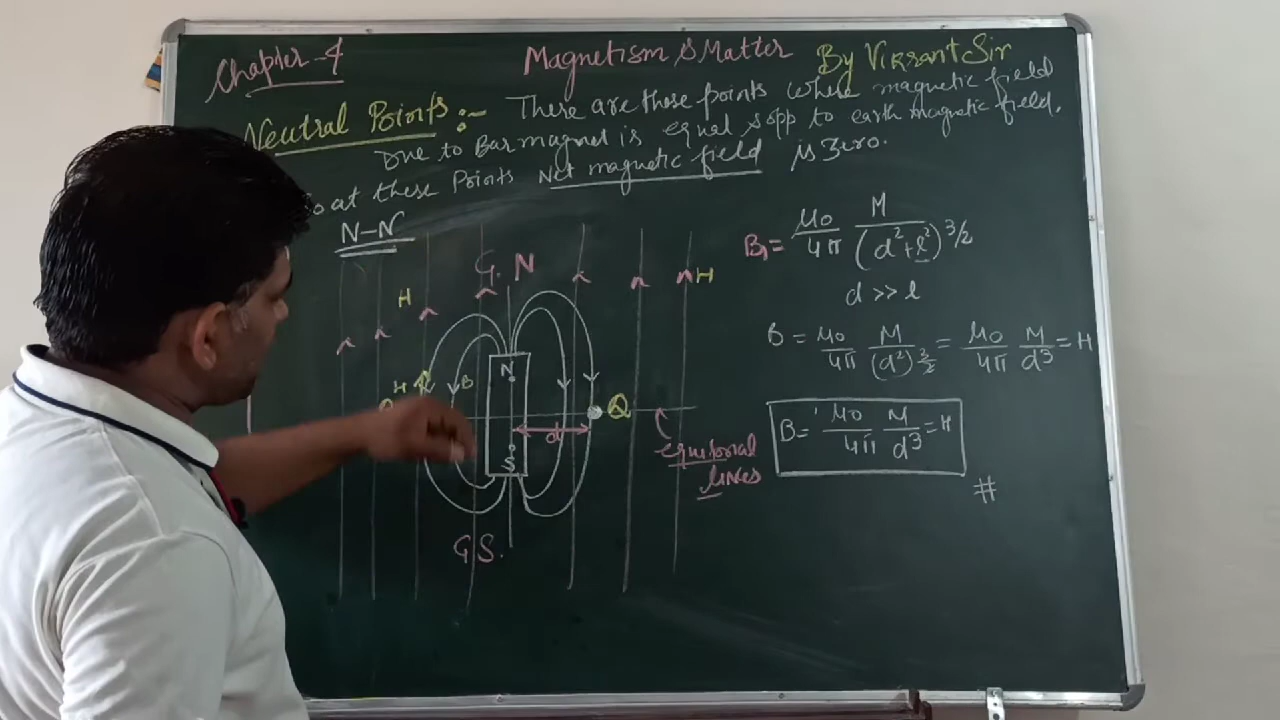 Chapter-4 Magnetism & Matter By Vikrant Sir
Neutral Points :- There are those points where magnetic field
Due to Bar magnet is equal & opp to earth magnetic field.
So at these Points Net magnetic field is Zero.
N-N
G. N
H
H
N
H
B
Q
d
S
equitorial
lines
G S.
B₁ = μ₀/4π M/(d²+l²)^3/2
d >> l
B = μ₀/4π M/(d²)^3/2 = μ₀/4π M/d³ = H
B = μ₀/4π M/d³ = H
#